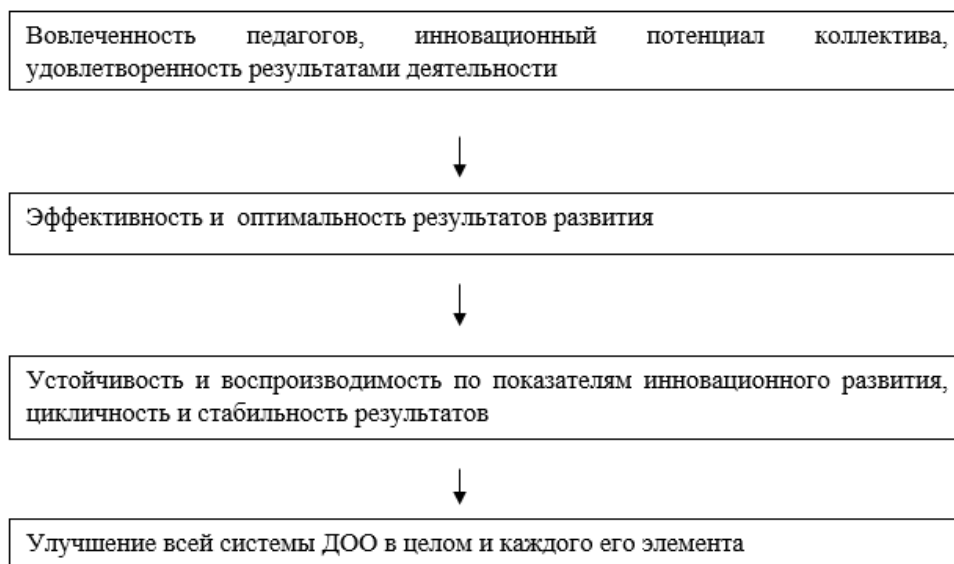 Вовлеченность педагогов, инновационный потенциал коллектива,
удовлетворенность результатами деятельности
Эффективность и оптимальность результатов развития
Устойчивость и воспроизводимость по показателям инновационного развития,
цикличность и стабильность результатов
Улучшение всей системы ДОО в целом и каждого его элемента